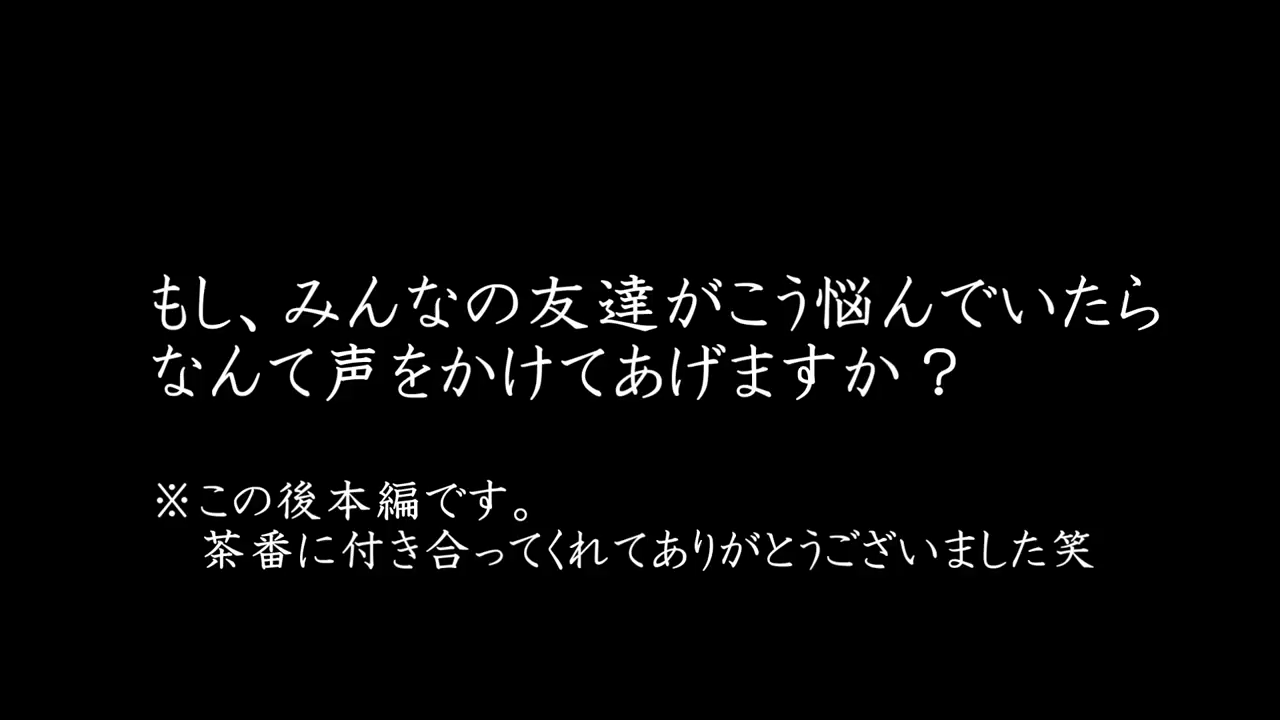 もし、みんなの友達がこう悩んでいたら
なんて声をかけてあげますか？
※この後本編です。
茶番に付き合ってくれてありがとうございました笑